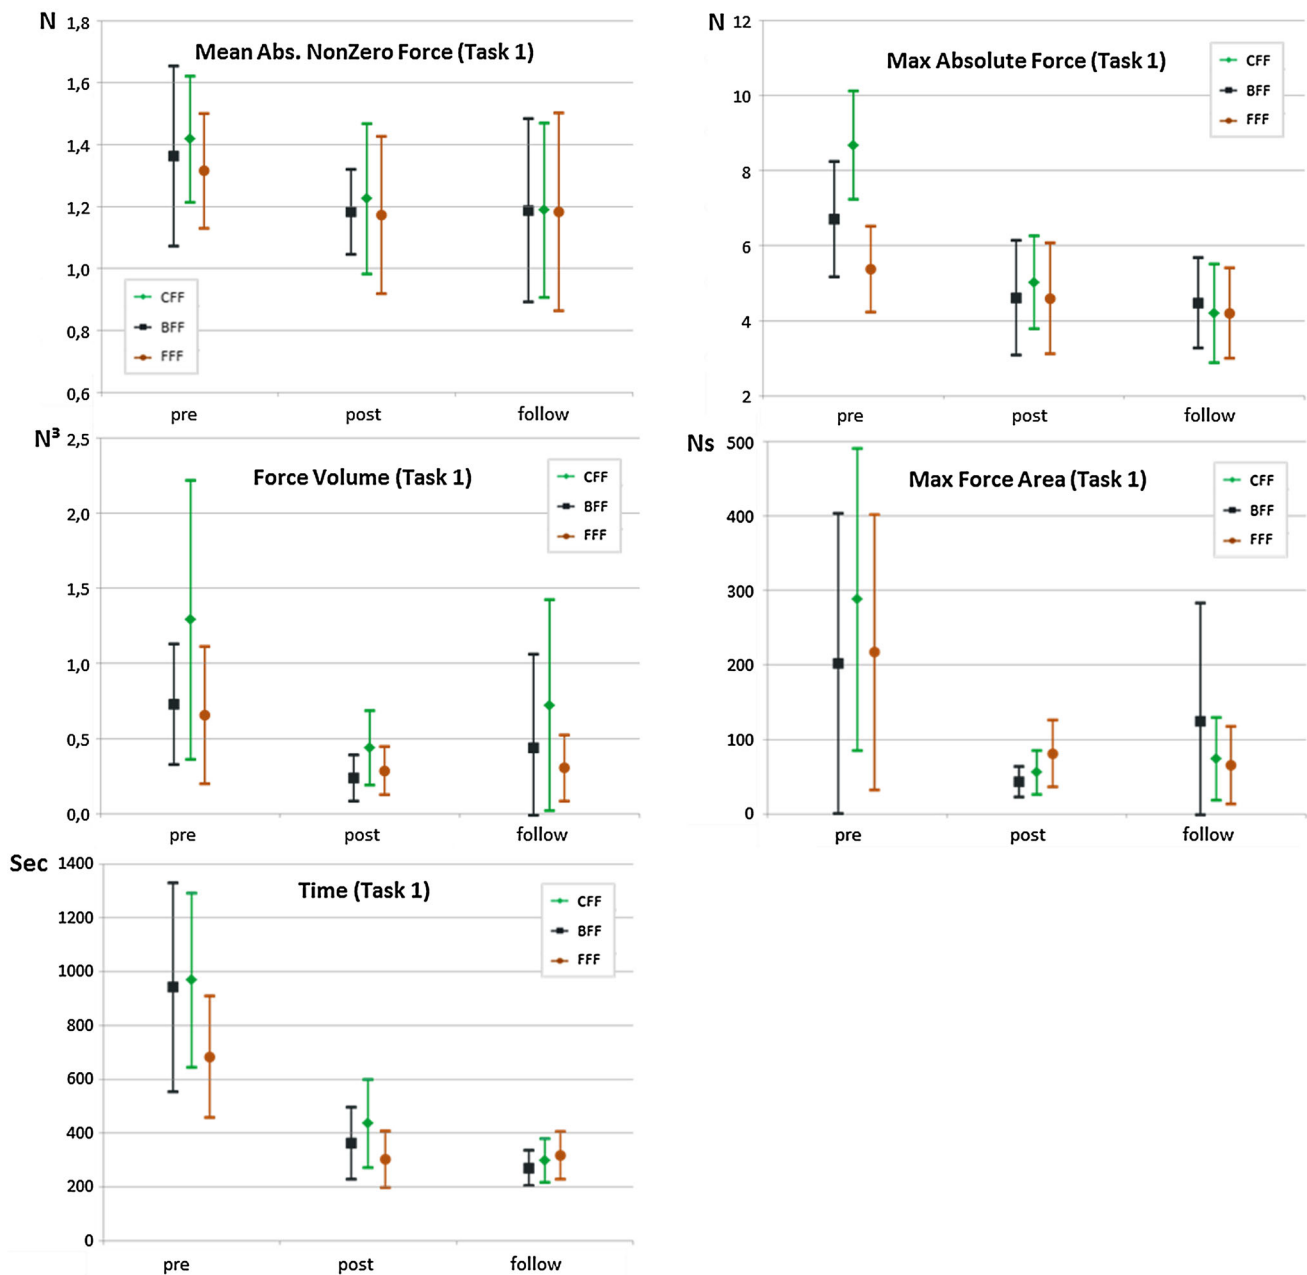 N
1,8
Mean Abs. NonZero Force (Task 1)
1,6
1,4
1,2
1,0
0,8
0,6
CFF
BFF
FFF
pre post follow
N
12
Max Absolute Force (Task 1)
10
8
6
4
2
CFF
BFF
FFF
pre post follow
N³
2,5
Force Volume (Task 1)
2,0
1,5
1,0
0,5
0,0
CFF
BFF
FFF
pre post follow
Ns
500
Max Force Area (Task 1)
400
300
200
100
0
CFF
BFF
FFF
pre post follow
Sec
1400
Time (Task 1)
1200
1000
800
600
400
200
0
CFF
BFF
FFF
pre post follow